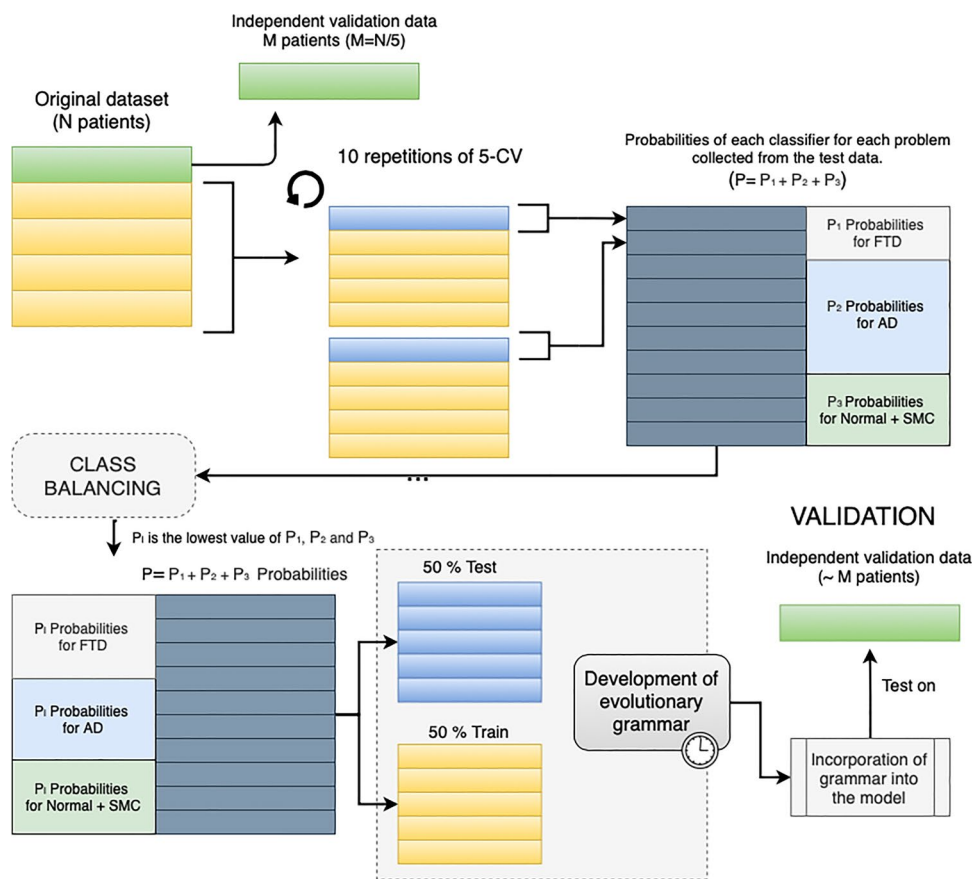 Independent validation data
M patients (M=N/5)
Original dataset
(N patients)
10 repetitions of 5-CV
Probabilities of each classifier for each problem
collected from the test data.
(P= P₁ + P₂ + P₃)
P₁ Probabilities
for FTD
P₂ Probabilities
for AD
P₃ Probabilities
for Normal + SMC
CLASS
BALANCING
...
Pₗ is the lowest value of P₁, P₂ and P₃
P= P₁ + P₂ + P₃ Probabilities
Pₗ Probabilities
for FTD
Pₗ Probabilities
for AD
Pₗ Probabilities
for Normal + SMC
50 % Test
50 % Train
Development of
evolutionary
grammar
VALIDATION
Independent validation data
(~ M patients)
Test on
Incorporation of
grammar into
the model